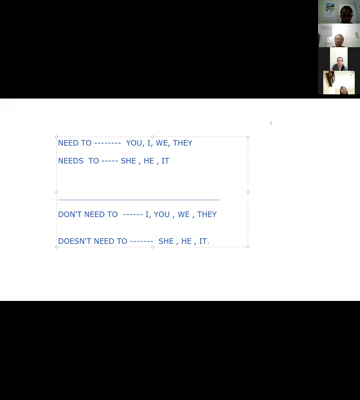 NEED TO -------- YOU, I, WE, THEY
NEEDS TO ----- SHE , HE , IT
DON'T NEED TO ------ I, YOU , WE , THEY
DOESN'T NEED TO ------- SHE , HE , IT.